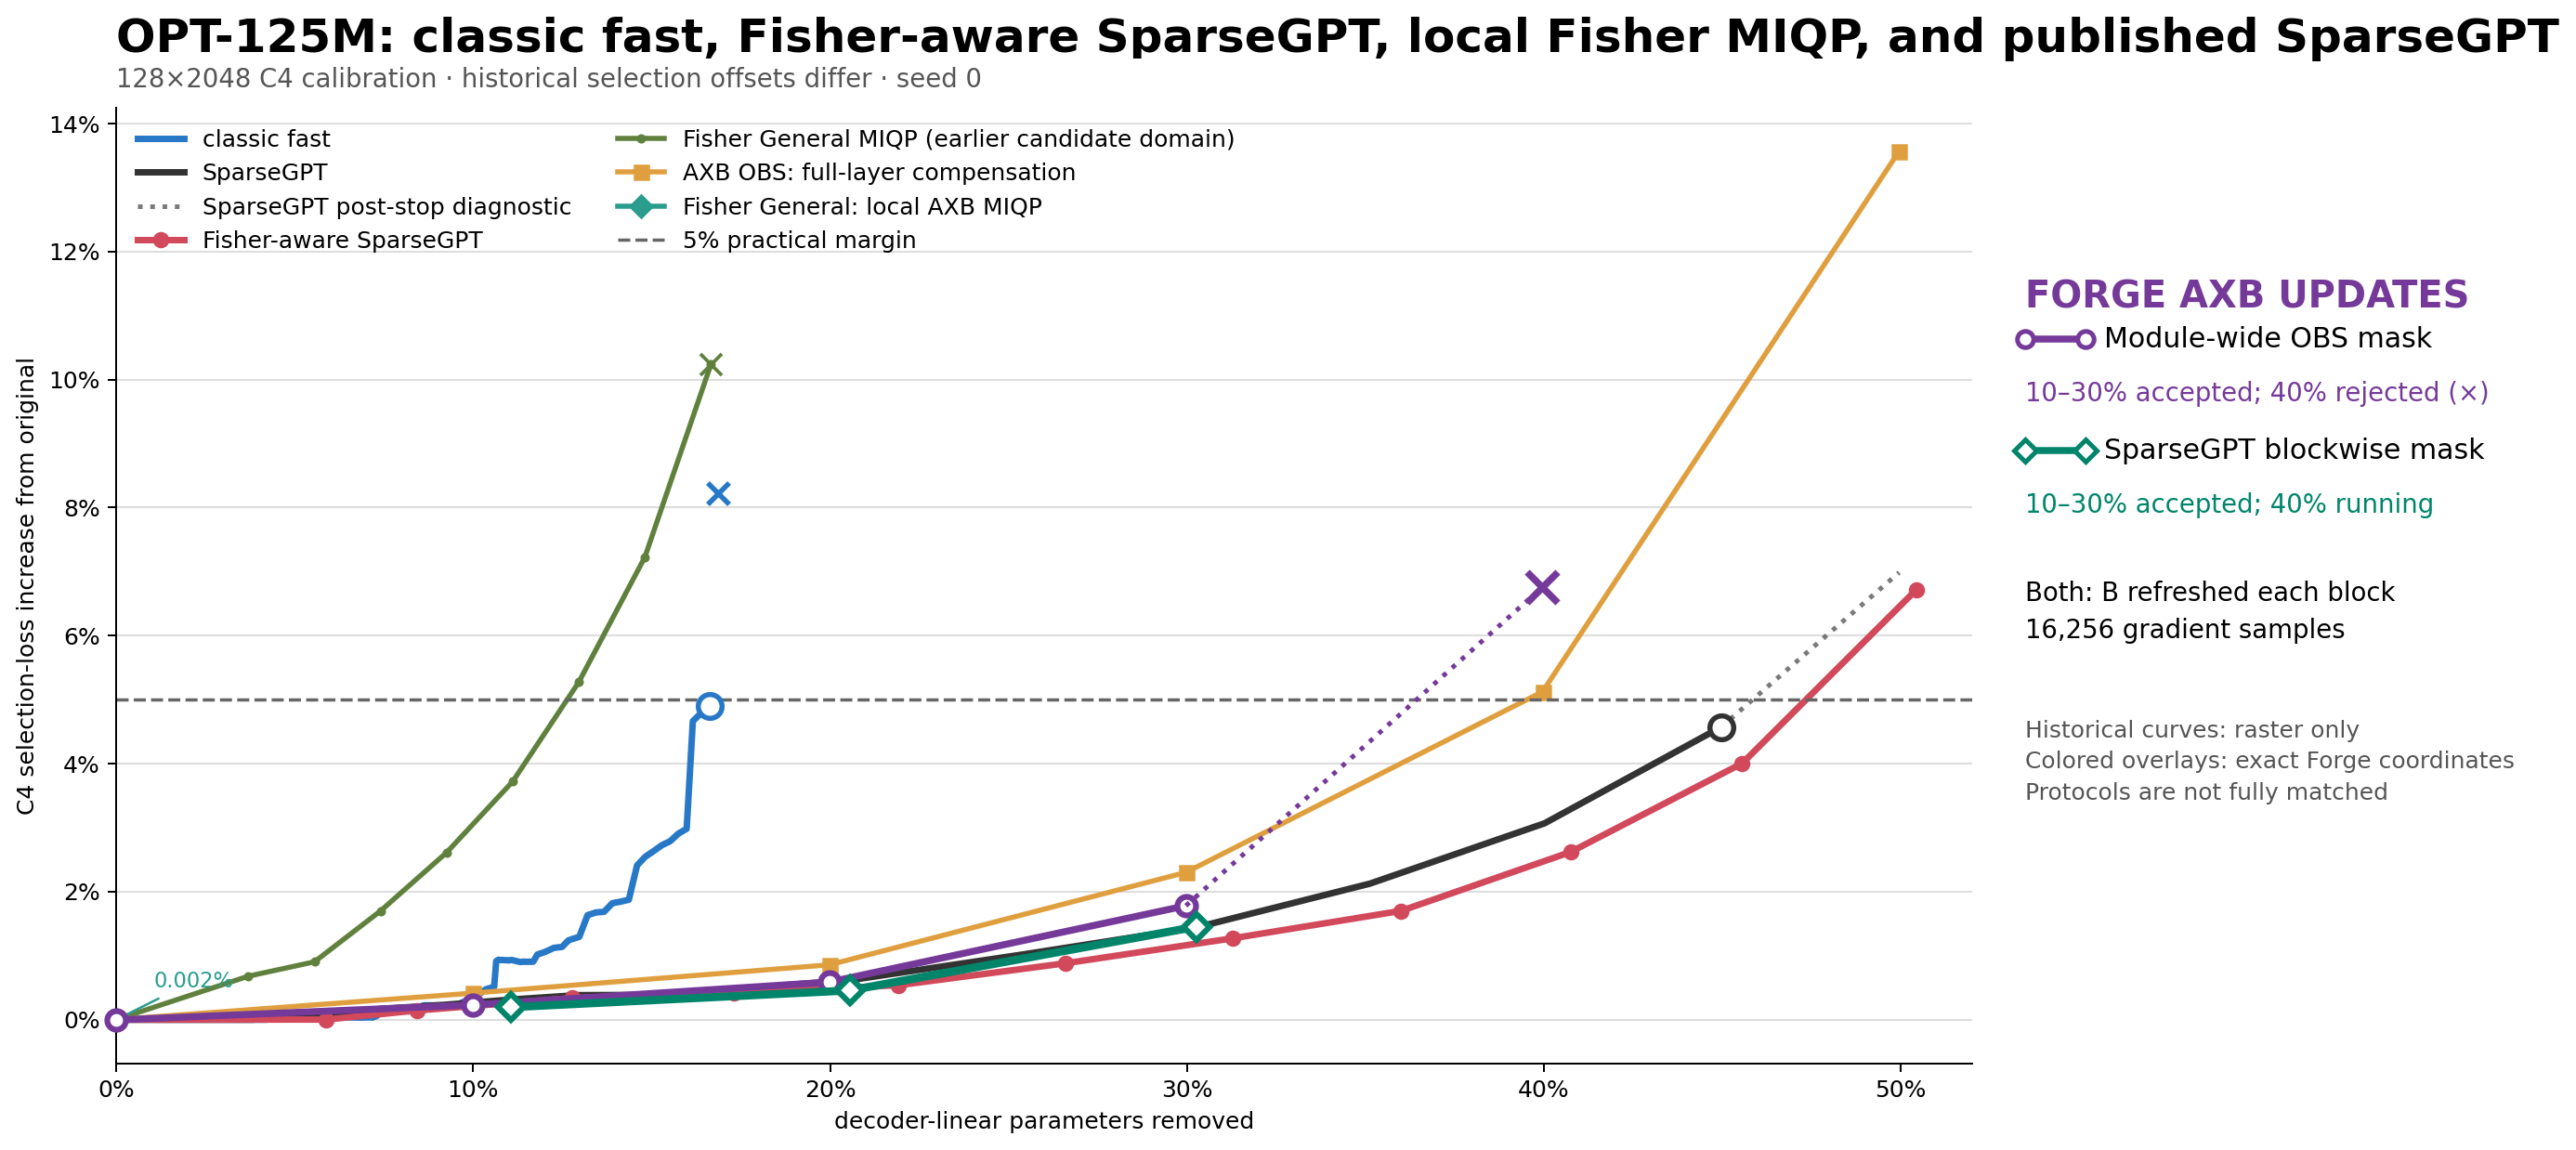 OPT-125M: classic fast, Fisher-aware SparseGPT, local Fisher MIQP, and published SparseGPT
128×2048 C4 calibration · historical selection offsets differ · seed 0
classic fast
SparseGPT
SparseGPT post-stop diagnostic
Fisher-aware SparseGPT
Fisher General MIQP (earlier candidate domain)
AXB OBS: full-layer compensation
Fisher General: local AXB MIQP
5% practical margin
C4 selection-loss increase from original
14%
12%
10%
8%
6%
4%
2%
0%
0.002%
0%
10%
20%
30%
40%
50%
decoder-linear parameters removed
FORGE AXB UPDATES
Module-wide OBS mask
10–30% accepted; 40% rejected (×)
SparseGPT blockwise mask
10–30% accepted; 40% running
Both: B refreshed each block
16,256 gradient samples
Historical curves: raster only
Colored overlays: exact Forge coordinates
Protocols are not fully matched